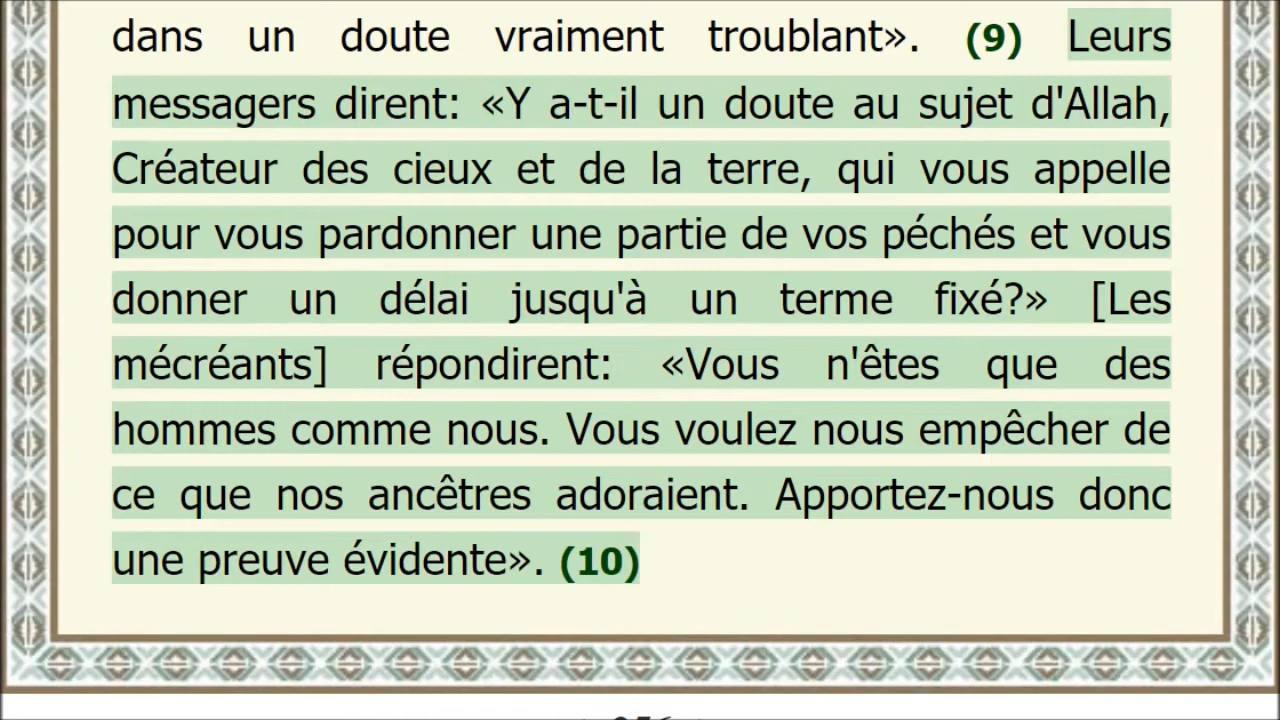 dans un doute vraiment troublant». (9) Leurs
messagers dirent: «Y a-t-il un doute au sujet d'Allah,
Créateur des cieux et de la terre, qui vous appelle
pour vous pardonner une partie de vos péchés et vous
donner un délai jusqu'à un terme fixé?» [Les
mécréants] répondirent: «Vous n'êtes que des
hommes comme nous. Vous voulez nous empêcher de
ce que nos ancêtres adoraient. Apportez-nous donc
une preuve évidente». (10)